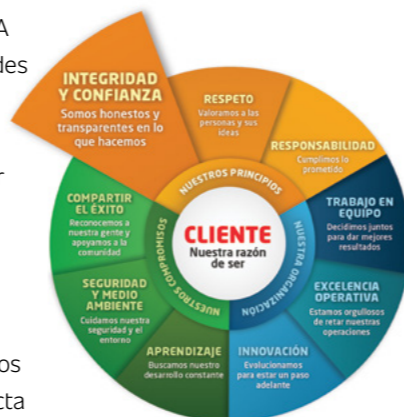 A
des
r
os
cta
INTEGRIDAD
Y CONFIANZA
Somos honestos y
transparentes en lo
que hacemos
RESPETO
Valoramos a las
personas y sus
ideas
RESPONSABILIDAD
Cumplimos lo
prometido
TRABAJO EN
EQUIPO
Decidimos juntos
para dar mejores
resultados
EXCELENCIA
OPERATIVA
Estamos orgullosos
de retar nuestras
operaciones
INNOVACIÓN
Evolucionamos
para estar un paso
adelante
APRENDIZAJE
Buscamos nuestro
desarrollo constante
SEGURIDAD
Y MEDIO
AMBIENTE
Cuidamos nuestra
seguridad y el
entorno
COMPARTIR
EL ÉXITO
Reconocemos a
nuestra gente y
apoyamos a la
comunidad
NUESTROS PRINCIPIOS
NUESTRA ORGANIZACIÓN
NUESTROS COMPROMISOS
CLIENTE
Nuestra razón
de ser